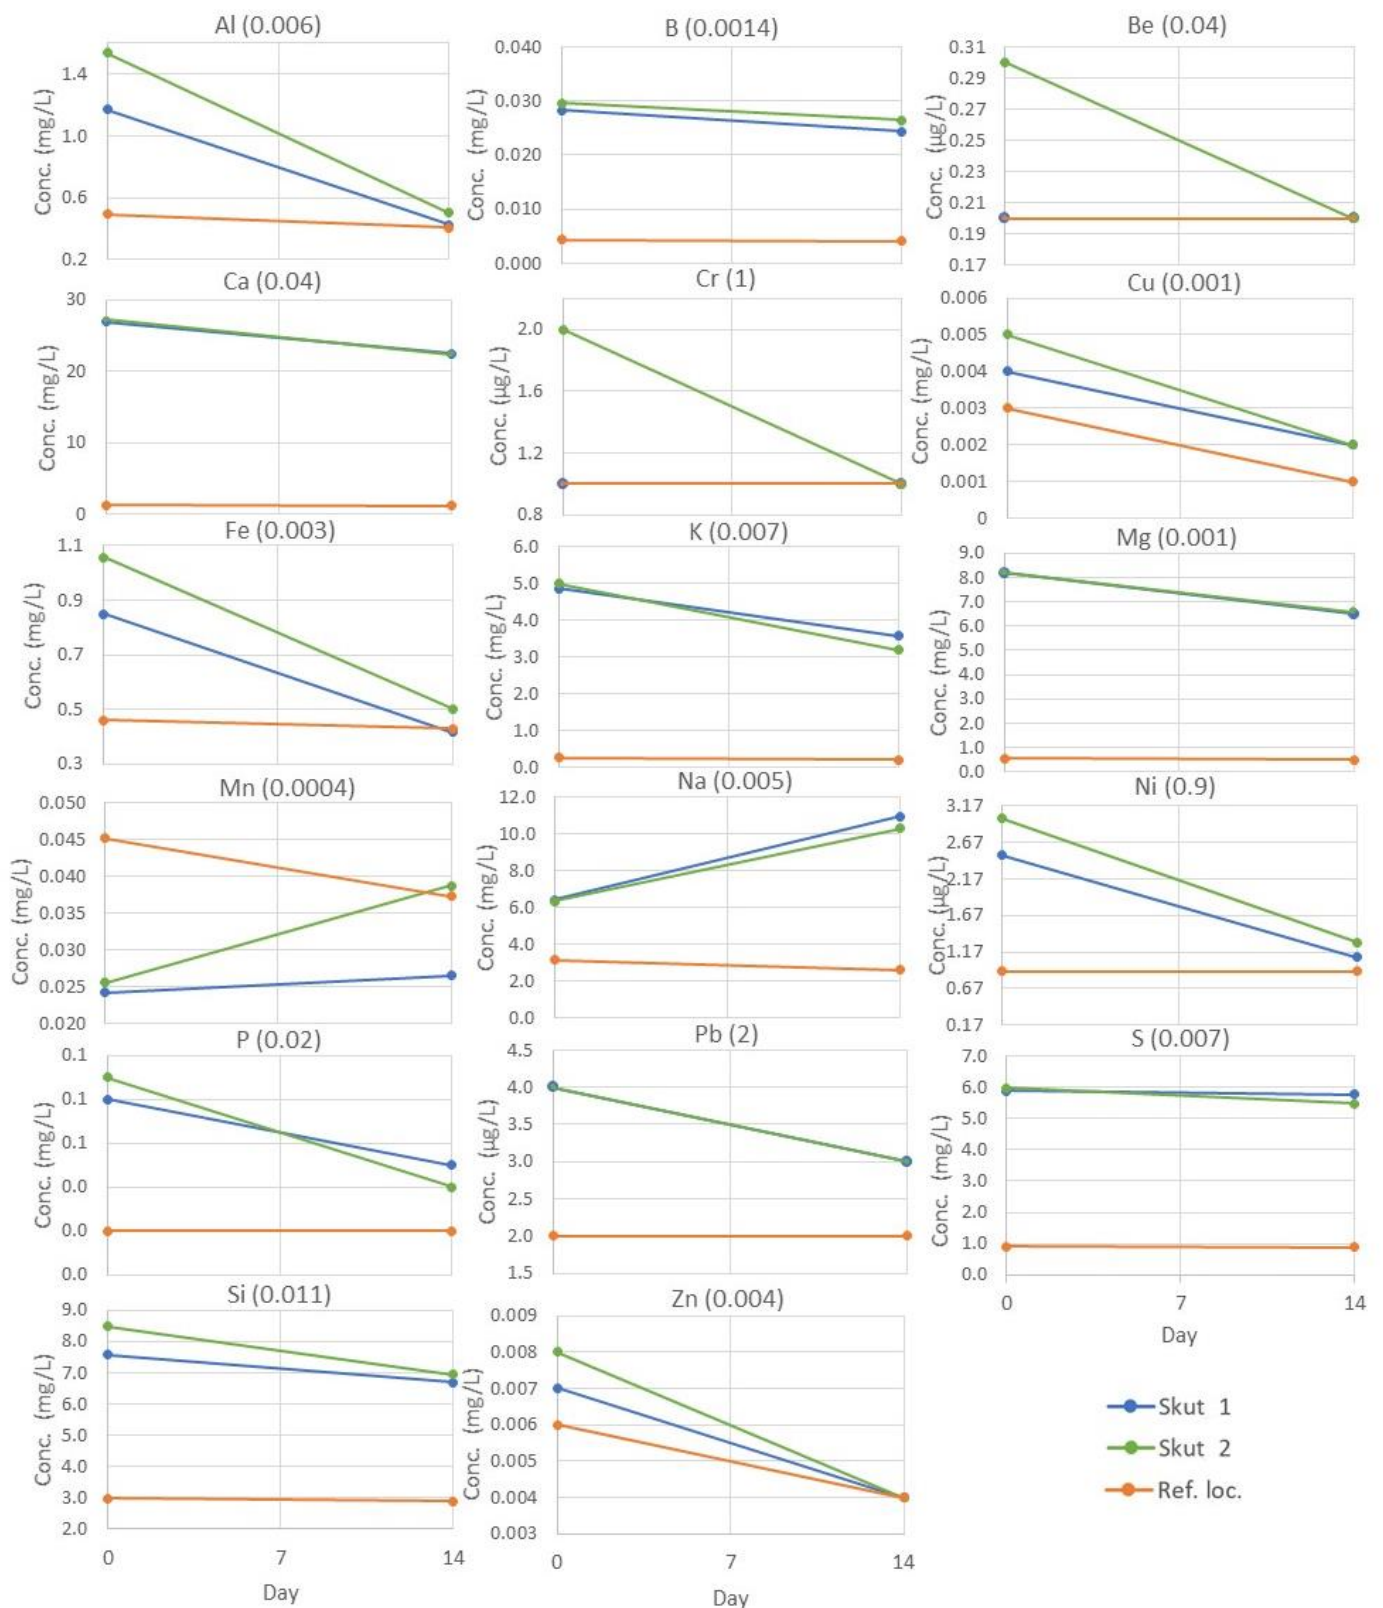 Al (0.006)
Conc. (mg/L)
1.4
1.0
0.6
0.2
B (0.0014)
Conc. (mg/L)
0.040
0.030
0.020
0.010
0.000
Be (0.04)
Conc. (µg/L)
0.31
0.29
0.27
0.25
0.23
0.21
0.19
0.17
Ca (0.04)
Conc. (mg/L)
30
20
10
0
Cr (1)
Conc. (µg/L)
2.0
1.6
1.2
0.8
Cu (0.001)
Conc. (mg/L)
0.006
0.005
0.004
0.003
0.002
0.001
0
Fe (0.003)
Conc. (mg/L)
1.1
0.9
0.7
0.5
0.3
K (0.007)
Conc. (mg/L)
6.0
5.0
4.0
3.0
2.0
1.0
0.0
Mg (0.001)
Conc. (mg/L)
9.0
8.0
7.0
6.0
5.0
4.0
3.0
2.0
1.0
0.0
Mn (0.0004)
Conc. (mg/L)
0.050
0.045
0.040
0.035
0.030
0.025
0.020
Na (0.005)
Conc. (mg/L)
12.0
10.0
8.0
6.0
4.0
2.0
0.0
Ni (0.9)
Conc. (µg/L)
3.17
2.67
2.17
1.67
1.17
0.67
0.17
P (0.02)
Conc. (mg/L)
0.1
0.1
0.1
0.0
0.0
0.0
Pb (2)
Conc. (µg/L)
4.5
4.0
3.5
3.0
2.5
2.0
1.5
S (0.007)
Conc. (mg/L)
7.0
6.0
5.0
4.0
3.0
2.0
1.0
0.0
0 7 14
Day
Si (0.011)
Conc. (mg/L)
9.0
8.0
7.0
6.0
5.0
4.0
3.0
2.0
0 7 14
Day
Zn (0.004)
Conc. (mg/L)
0.009
0.008
0.007
0.006
0.005
0.004
0.003
0 7 14
Day
Skut 1
Skut 2
Ref. loc.